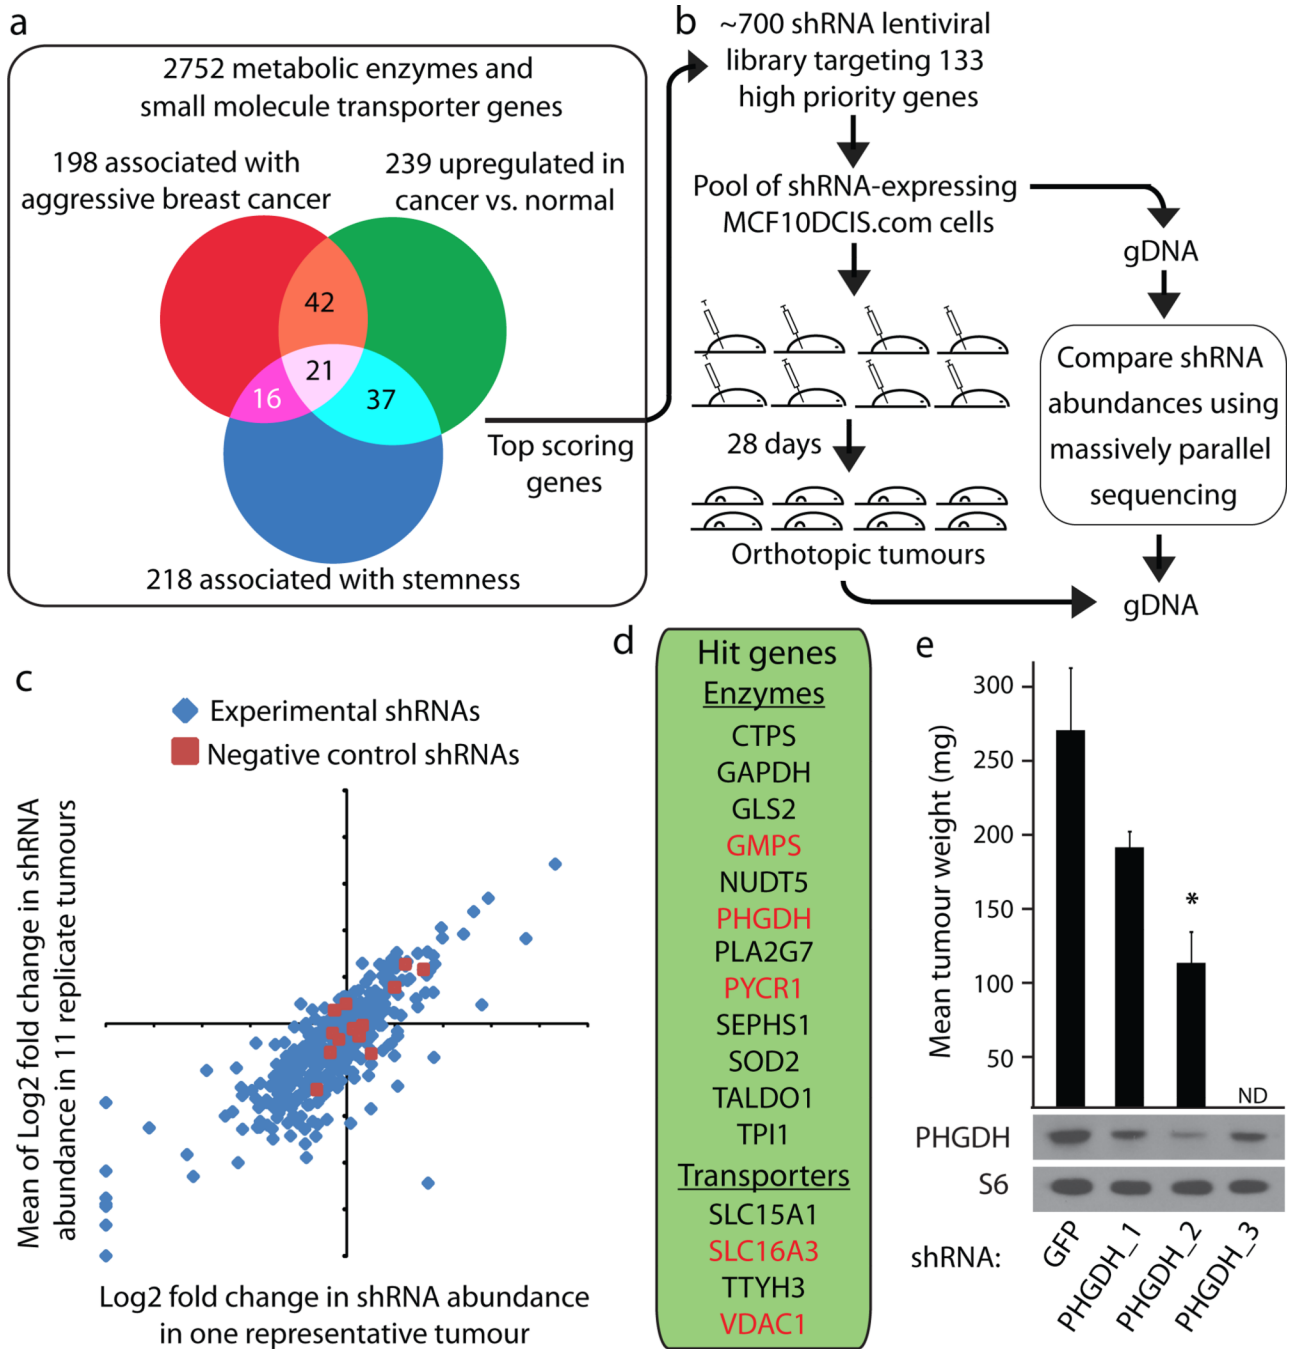 a
2752 metabolic enzymes and
small molecule transporter genes
198 associated with
aggressive breast cancer
239 upregulated in
cancer vs. normal
42
21
16
37
Top scoring
genes
218 associated with stemness
b
~700 shRNA lentiviral
library targeting 133
high priority genes
Pool of shRNA-expressing
MCF10DCIS.com cells
gDNA
28 days
Compare shRNA
abundances using
massively parallel
sequencing
Orthotopic tumours
gDNA
c
Experimental shRNAs
Negative control shRNAs
Mean of Log2 fold change in shRNA
abundance in 11 replicate tumours
Log2 fold change in shRNA abundance
in one representative tumour
d
Hit genes
Enzymes
CTPS
GAPDH
GLS2
GMPS
NUDT5
PHGDH
PLA2G7
PYCR1
SEPHS1
SOD2
TALDO1
TPI1
Transporters
SLC15A1
SLC16A3
TTYH3
VDAC1
e
Mean tumour weight (mg)
300
250
200
150
100
50
*
ND
PHGDH
S6
shRNA:
GFP
PHGDH_1
PHGDH_2
PHGDH_3